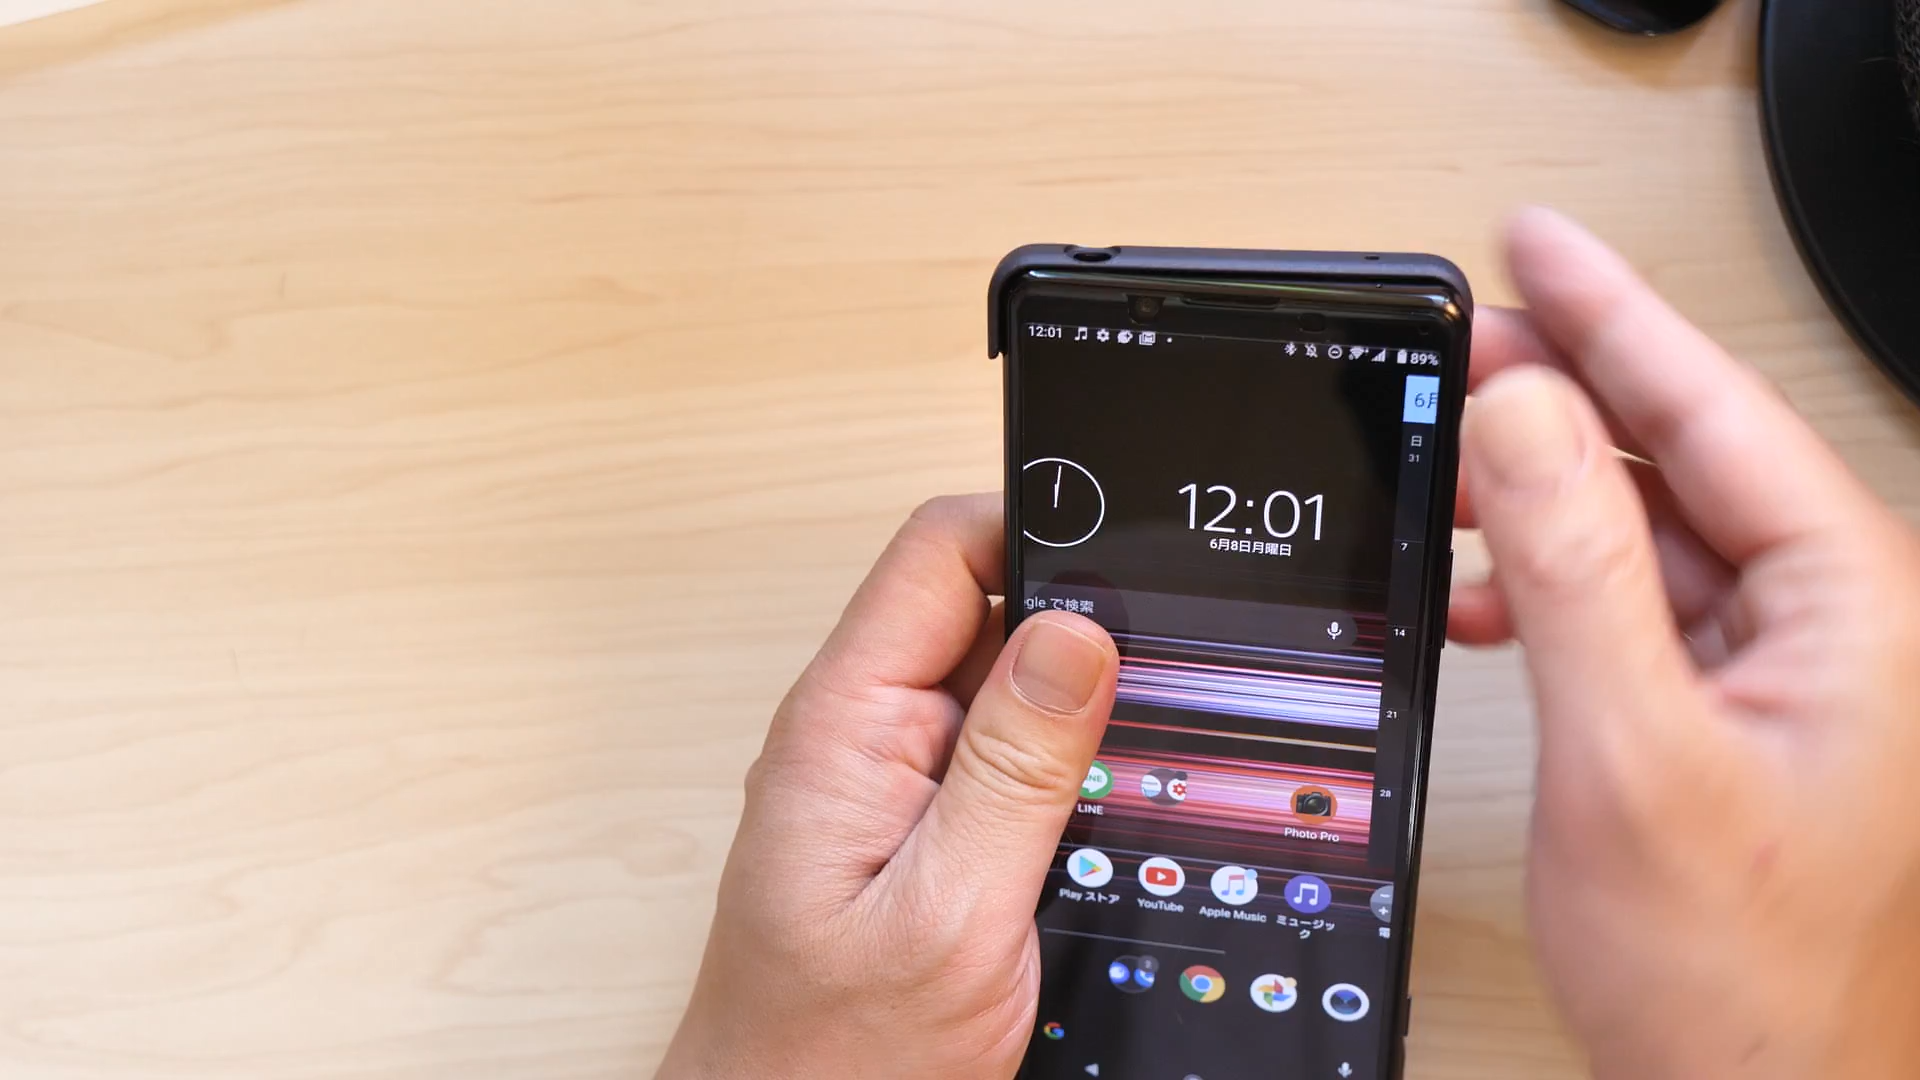 12:01
89%
6月
日
31
12:01
6月8日月曜日
gle で検索
7
14
21
28
LINE
Photo Pro
Play ストア
YouTube
Apple Music
ミュージッ
ク
電